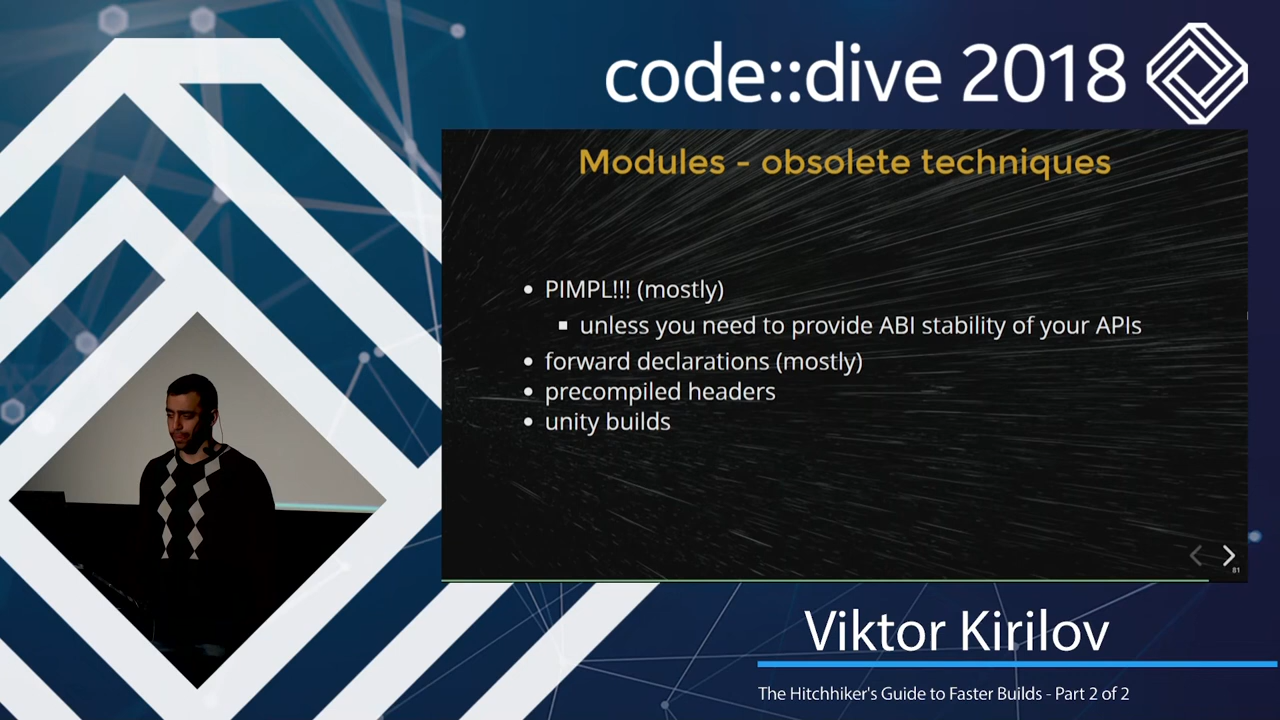 code::dive 2018
Modules - obsolete techniques
PIMPL!!! (mostly)
unless you need to provide ABI stability of your APIs
forward declarations (mostly)
precompiled headers
unity builds
81
Viktor Kirilov
The Hitchhiker's Guide to Faster Builds - Part 2 of 2